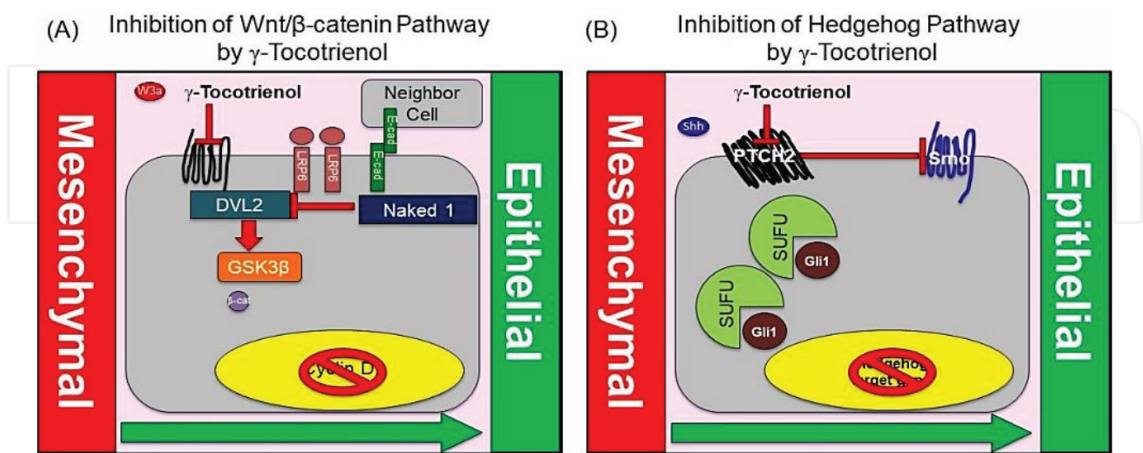 (A)
Inhibition of Wnt/β-catenin Pathway
by γ-Tocotrienol
Mesenchymal
W3a
γ-Tocotrienol
Neighbor
Cell
E-cad
E-cad
LRP6
LRP6
DVL2
Naked 1
GSK3β
β-cat
Cyclin D
Epithelial
(B)
Inhibition of Hedgehog Pathway
by γ-Tocotrienol
Mesenchymal
Shh
γ-Tocotrienol
PTCH2
Smo
SUFU
Gli1
SUFU
Gli1
Hedgehog
Epithelial